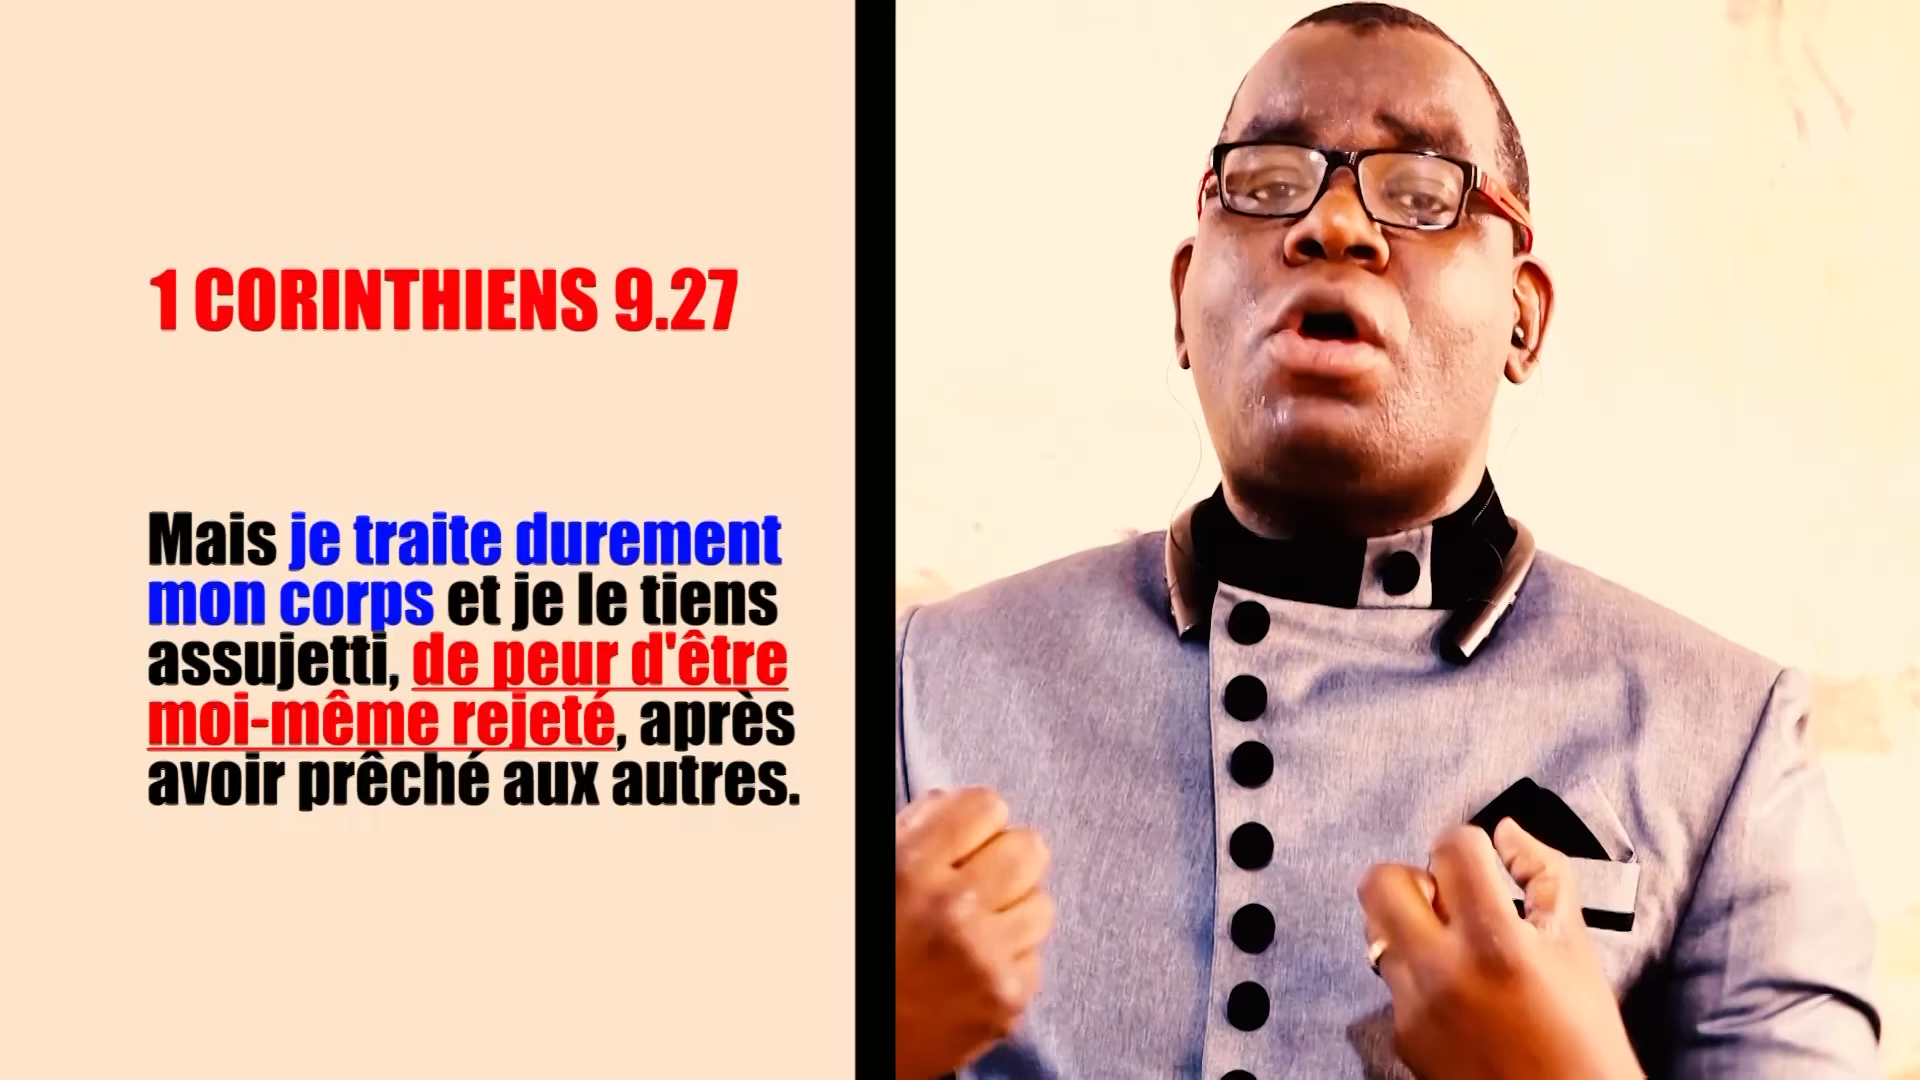 1 CORINTHIENS 9.27
Mais je traite durement
mon corps et je le tiens
assujetti, de peur d'être
moi-même rejeté, après
avoir prêché aux autres.